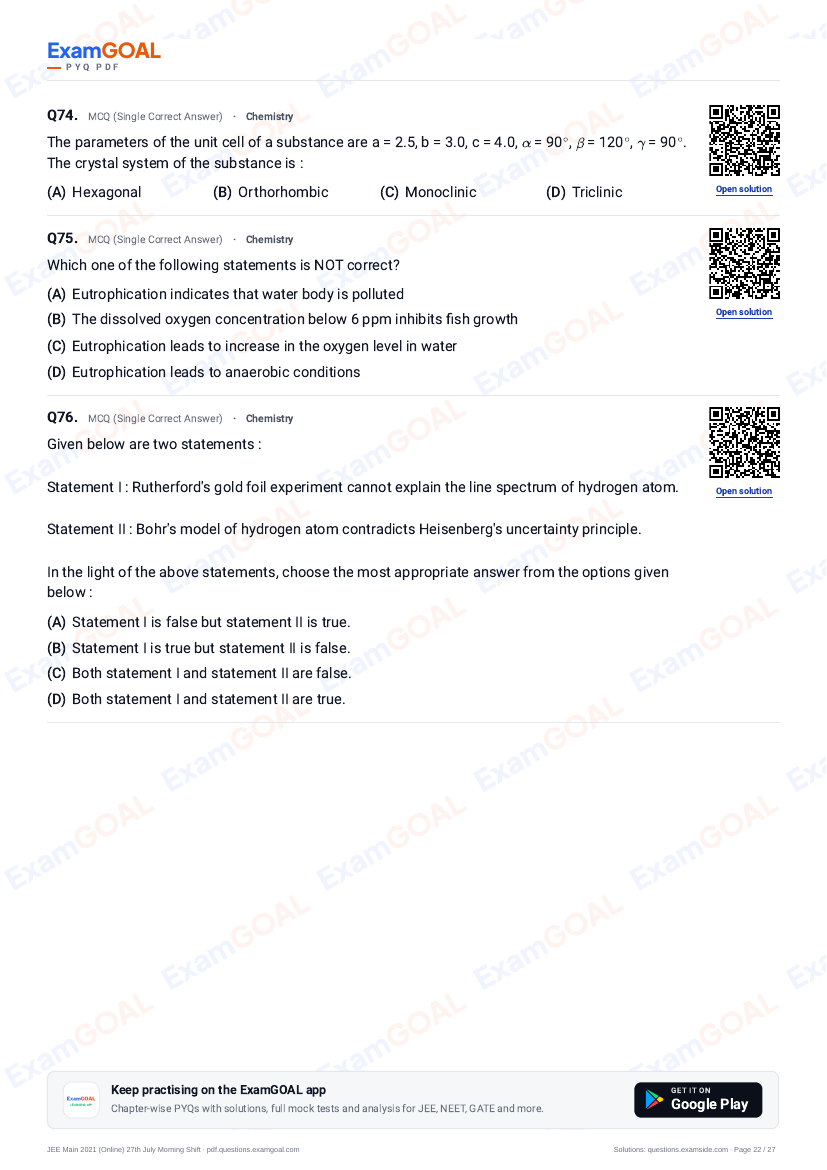 ExamGOAL
PYQ PDF
Q74. MCQ (Single Correct Answer) · Chemistry
The parameters of the unit cell of a substance are a = 2.5, b = 3.0, c = 4.0, α = 90°, β = 120°, γ = 90°.
The crystal system of the substance is :
(A) Hexagonal (B) Orthorhombic (C) Monoclinic (D) Triclinic
Open solution
Q75. MCQ (Single Correct Answer) · Chemistry
Which one of the following statements is NOT correct?
(A) Eutrophication indicates that water body is polluted
(B) The dissolved oxygen concentration below 6 ppm inhibits fish growth
(C) Eutrophication leads to increase in the oxygen level in water
(D) Eutrophication leads to anaerobic conditions
Open solution
Q76. MCQ (Single Correct Answer) · Chemistry
Given below are two statements :
Statement I : Rutherford's gold foil experiment cannot explain the line spectrum of hydrogen atom.
Statement II : Bohr's model of hydrogen atom contradicts Heisenberg's uncertainty principle.
In the light of the above statements, choose the most appropriate answer from the options given
below :
(A) Statement I is false but statement II is true.
(B) Statement I is true but statement II is false.
(C) Both statement I and statement II are false.
(D) Both statement I and statement II are true.
Open solution
ExamGOAL
Keep practising on the ExamGOAL app
Chapter-wise PYQs with solutions, full mock tests and analysis for JEE, NEET, GATE and more.
GET IT ON
Google Play
JEE Main 2021 (Online) 27th July Morning Shift · pdf.questions.examgoal.com
Solutions: questions.examside.com · Page 22 / 27